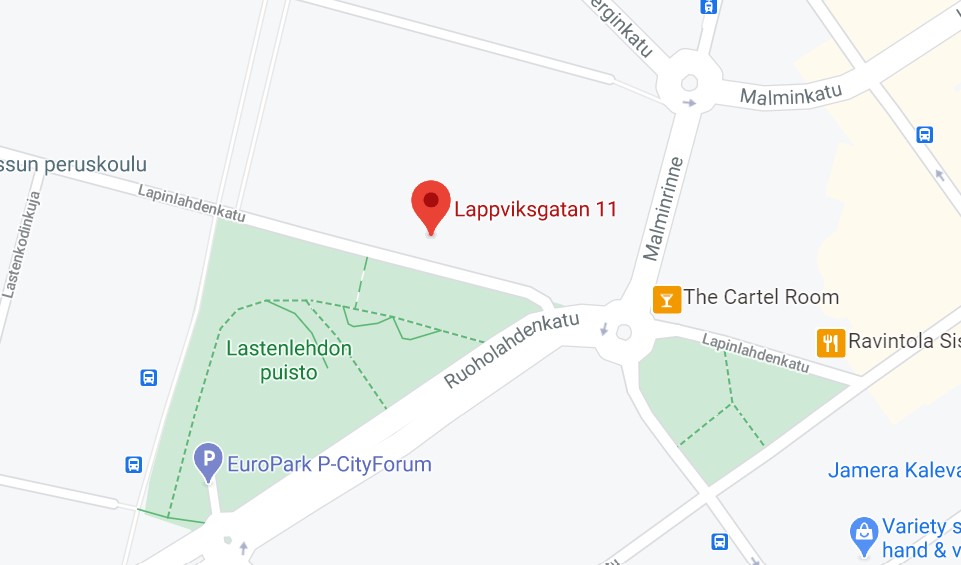 erginkatu
Malminkatu
ssun peruskoulu
Lapinlahdenkatu
Lastenkodinkuja
Lappviksgatan 11
Malminrinne
The Cartel Room
Lapinlahdenkatu
Ravintola Sis
Ruoholahdenkatu
Lastenlehdon
puisto
P
EuroPark P-CityForum
Jamera Kaleva
Variety s
hand & v